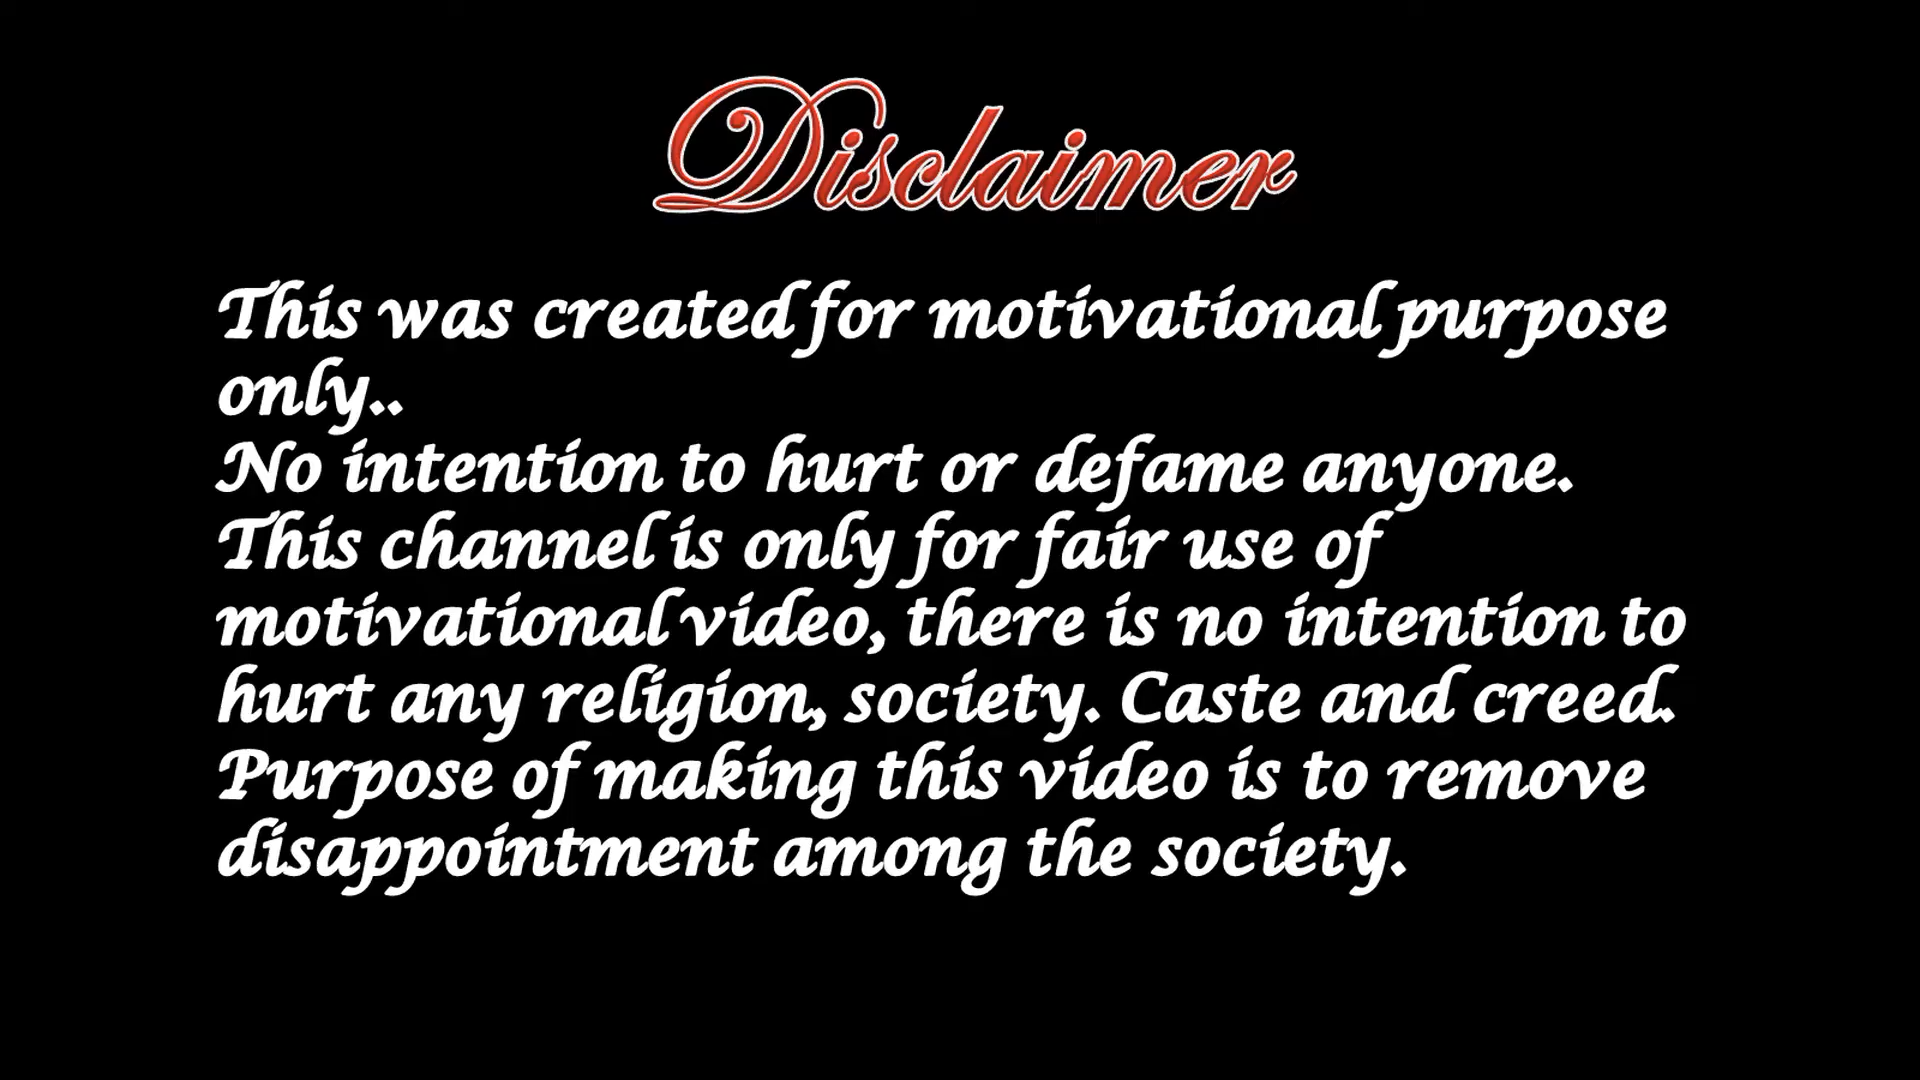 Disclaimer
This was created for motivational purpose
only..
No intention to hurt or defame anyone.
This channel is only for fair use of
motivational video, there is no intention to
hurt any religion, society. Caste and creed.
Purpose of making this video is to remove
disappointment among the society.